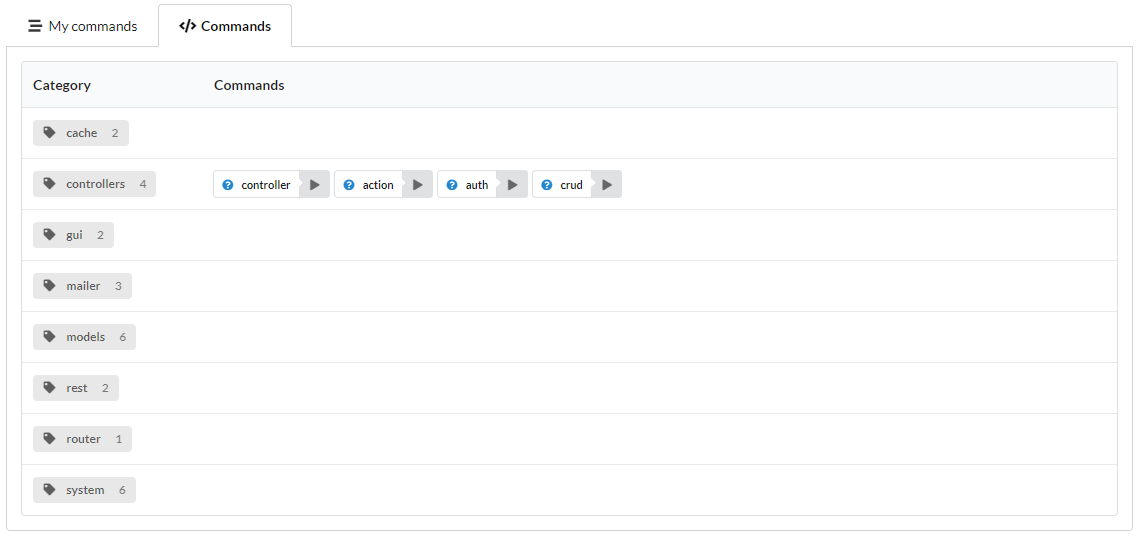 My commands Commands
Category Commands
cache 2
controllers 4 controller action auth crud
gui 2
mailer 3
models 6
rest 2
router 1
system 6